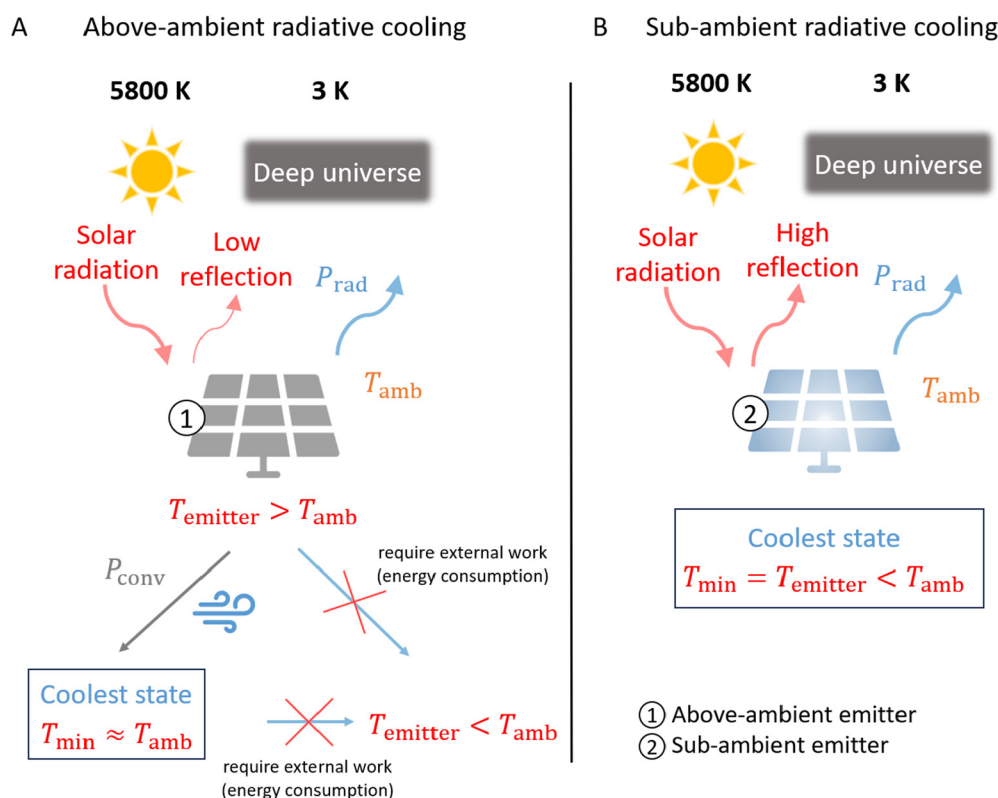 A Above-ambient radiative cooling
5800 K
3 K
Deep universe
Solar
radiation
Low
reflection
P_rad
T_amb
1
T_emitter > T_amb
P_conv
require external work
(energy consumption)
Coolest state
T_min ≈ T_amb
T_emitter < T_amb
require external work
(energy consumption)
B Sub-ambient radiative cooling
5800 K
3 K
Deep universe
Solar
radiation
High
reflection
P_rad
T_amb
2
Coolest state
T_min = T_emitter < T_amb
① Above-ambient emitter
② Sub-ambient emitter